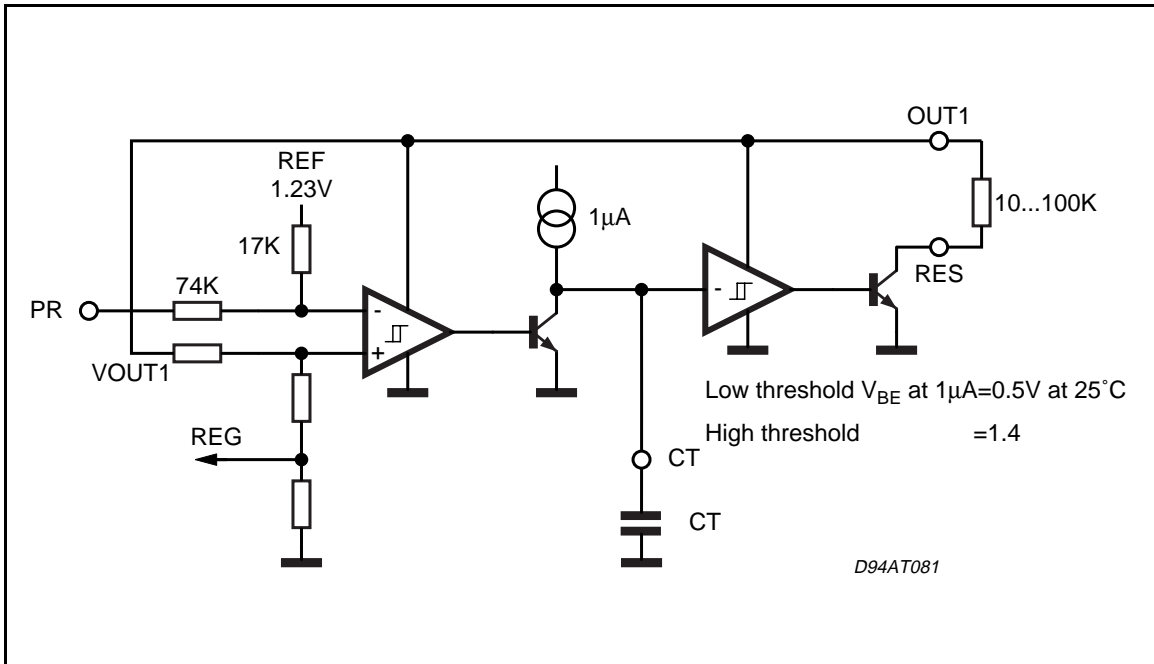 OUT1
REF
1.23V
1µA
10...100K
17K
RES
74K
PR
-
-
+
VOUT1
Low threshold VBE at 1µA=0.5V at 25˚C
REG
High threshold =1.4
CT
CT
D94AT081